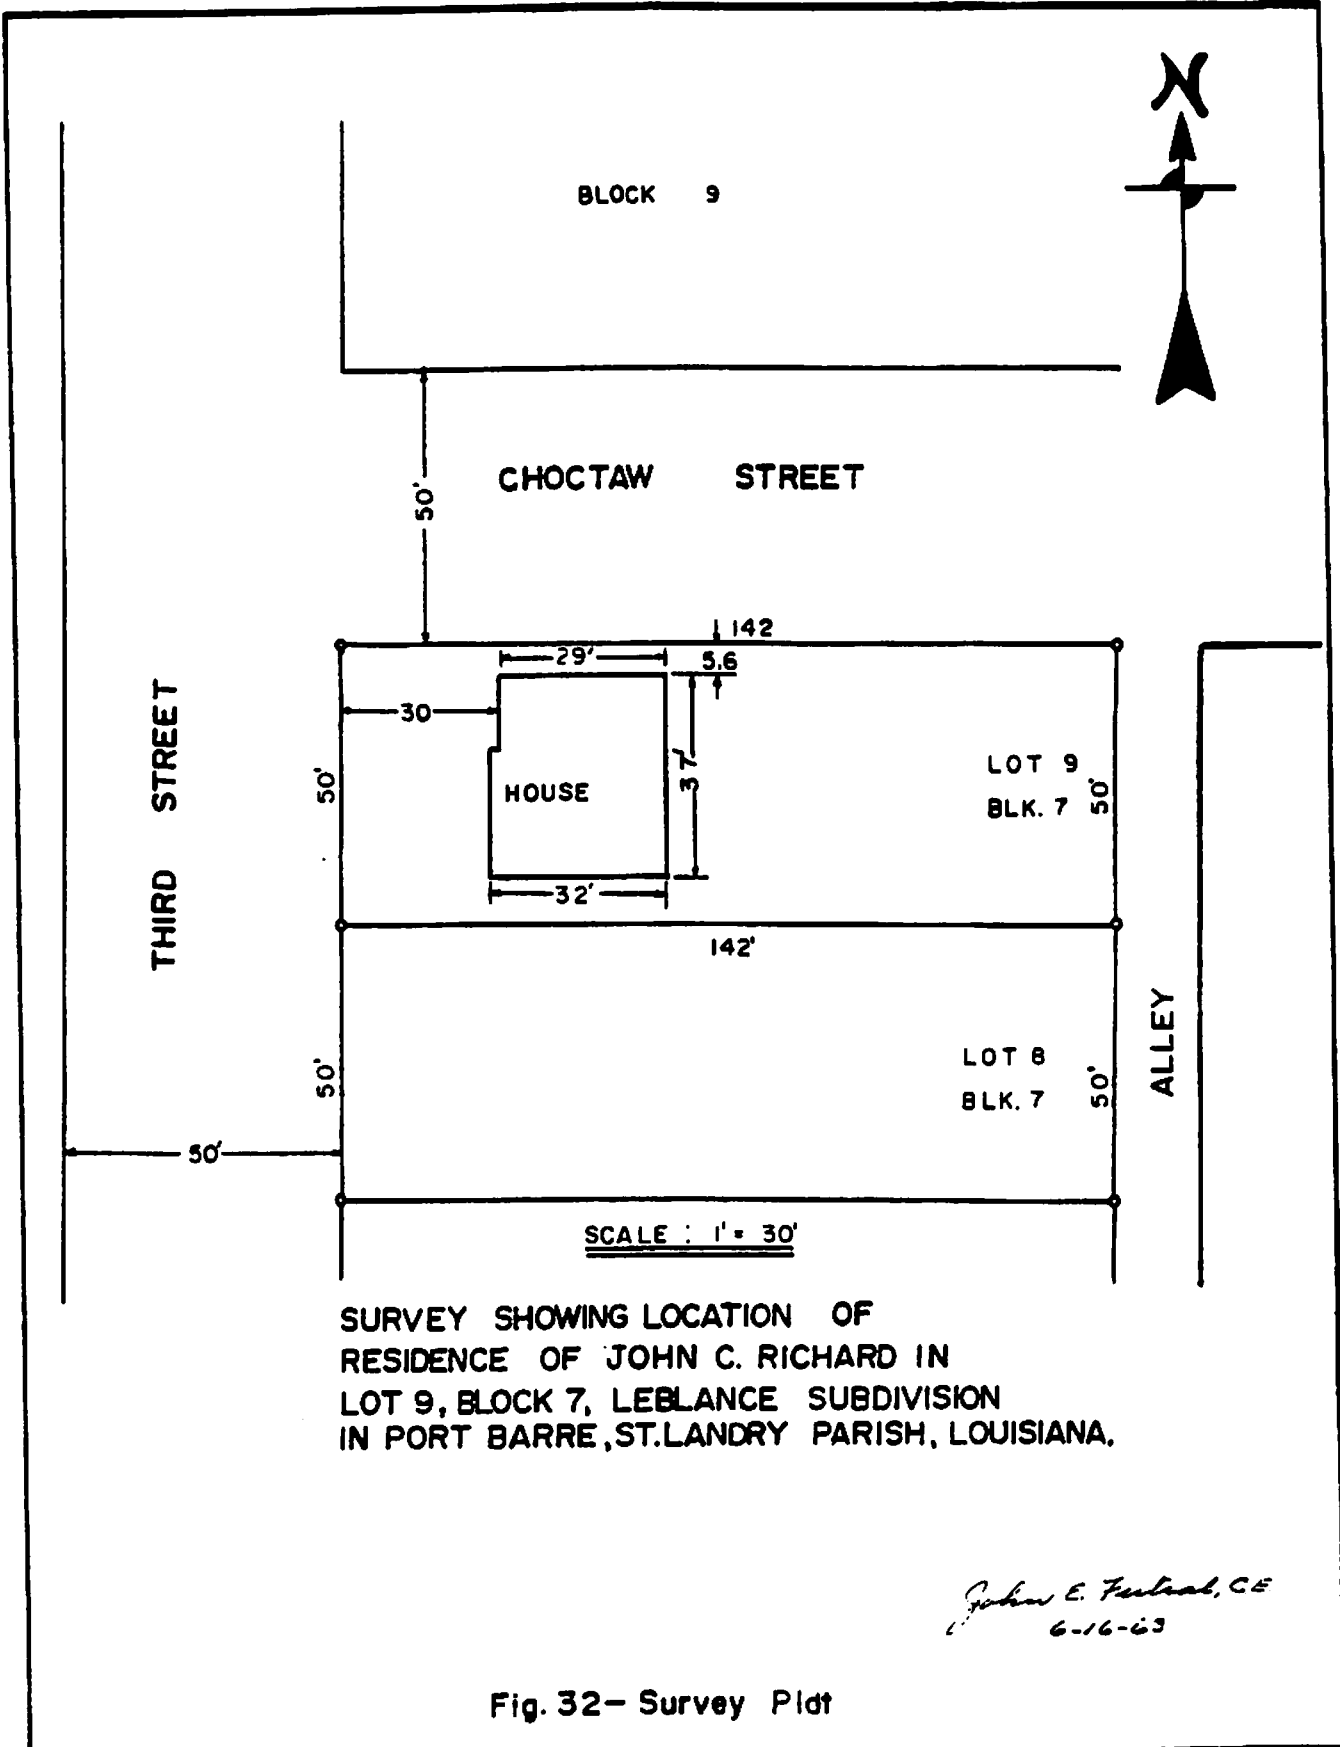 N
BLOCK 9
CHOCTAW STREET
50'
142
29'
5.6
30
37'
THIRD STREET
50'
HOUSE
LOT 9
BLK. 7
50'
32'
142'
ALLEY
50'
LOT 8
BLK. 7
50'
50'
SCALE : 1' = 30'
SURVEY SHOWING LOCATION OF
RESIDENCE OF JOHN C. RICHARD IN
LOT 9, BLOCK 7, LEBLANCE SUBDIVISION
IN PORT BARRE, ST. LANDRY PARISH, LOUISIANA.
John E. CE
6-16-63
Fig. 32- Survey Plat